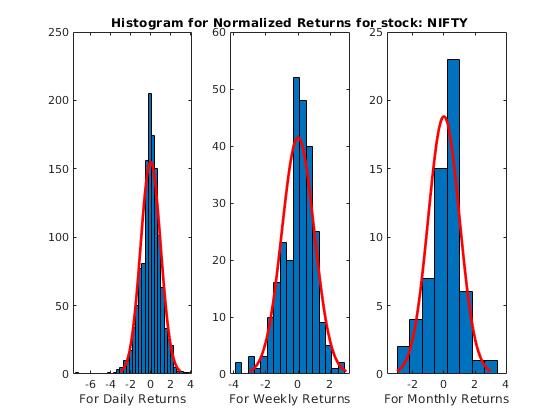 Histogram for Normalized Returns for stock: NIFTY
250
200
150
100
50
0
-6 -4 -2 0 2 4
For Daily Returns
60
50
40
30
20
10
0
-4 -2 0 2
For Weekly Returns
25
20
15
10
5
0
-2 0 2 4
For Monthly Returns